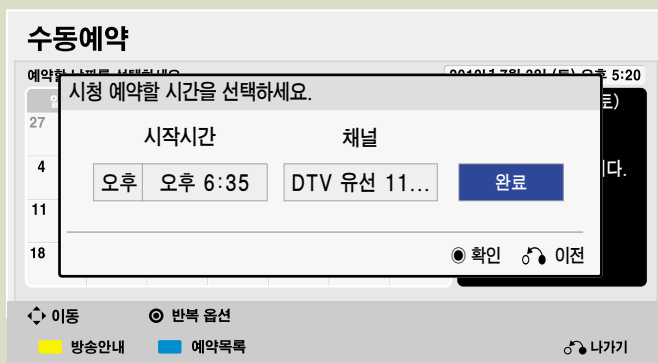 수동예약
예약할 날짜를 선택하세요
2010년 7월 3일 (토) 오후 5:20
시청 예약할 시간을 선택하세요.
토)
27
시작시간
채널
4
오후
오후 6:35
DTV 유선 11...
완료
다.
11
18
확인
이전
이동
반복 옵션
방송안내
예약목록
나가기